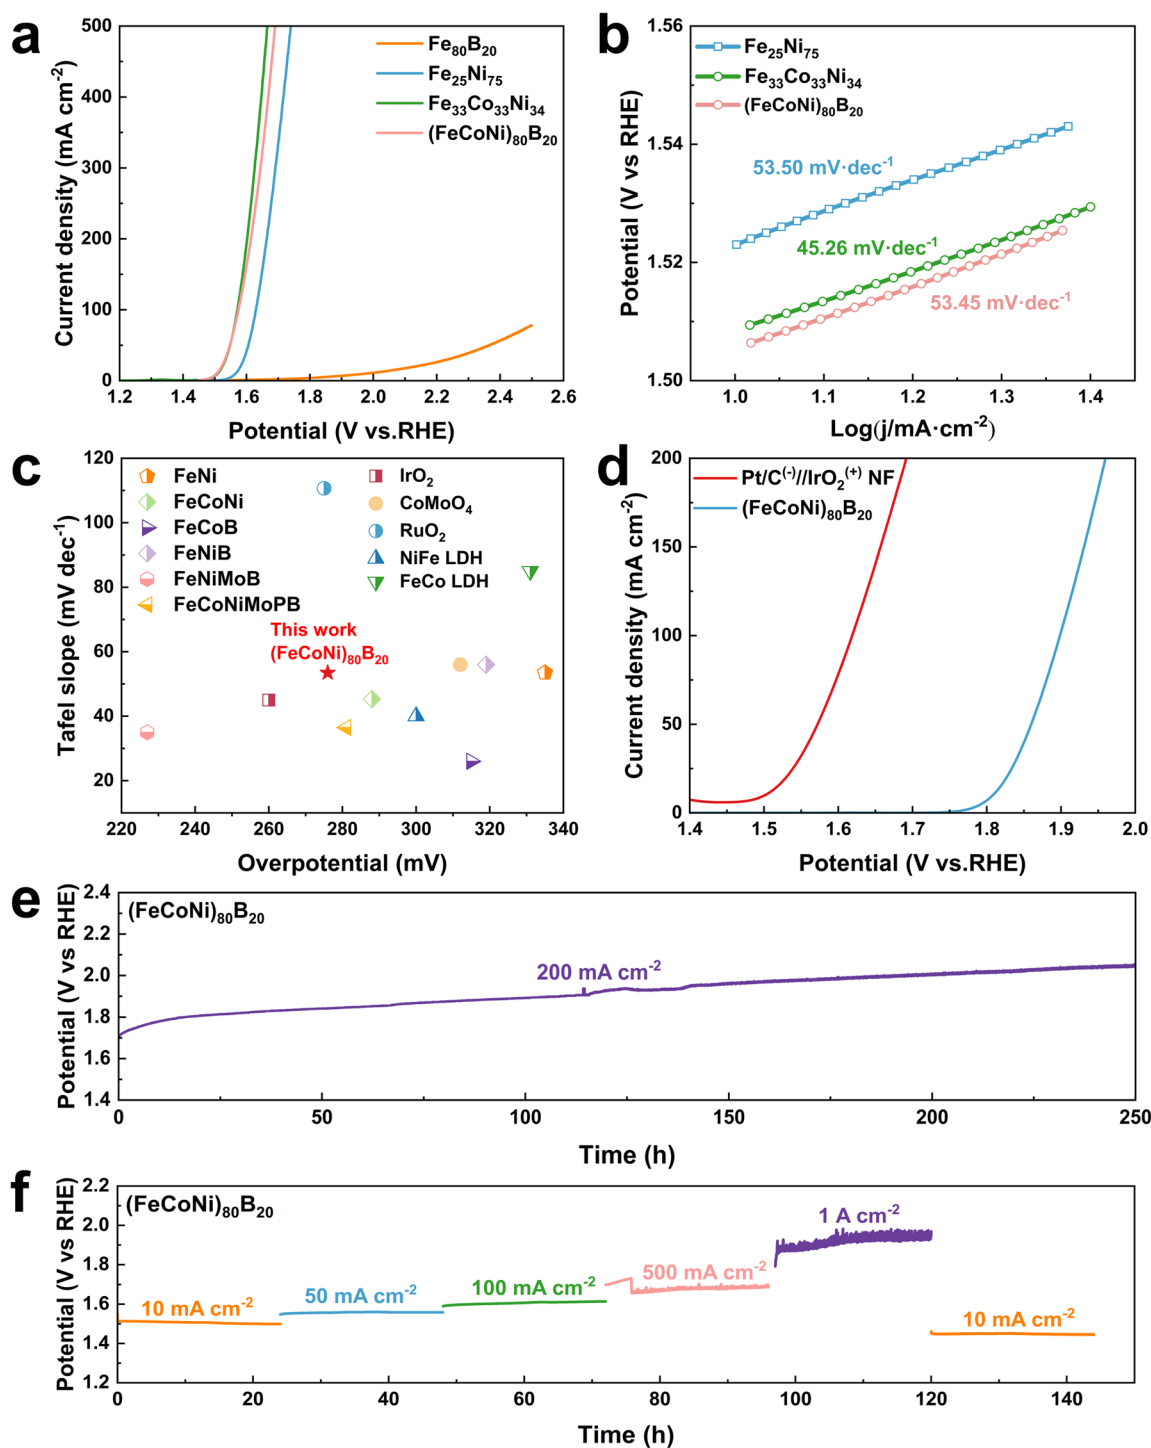 a
500
400
300
200
100
0
Current density (mA cm⁻²)
Fe₈₀B₂₀
Fe₂₅Ni₇₅
Fe₃₃Co₃₃Ni₃₄
(FeCoNi)₈₀B₂₀
1.2 1.4 1.6 1.8 2.0 2.2 2.4 2.6
Potential (V vs.RHE)
b
1.56
1.54
1.52
1.50
Potential (V vs RHE)
Fe₂₅Ni₇₅
Fe₃₃Co₃₃Ni₃₄
(FeCoNi)₈₀B₂₀
53.50 mV·dec⁻¹
45.26 mV·dec⁻¹
53.45 mV·dec⁻¹
1.0 1.1 1.2 1.3 1.4
Log(j/mA·cm⁻²)
c
120
100
80
60
40
20
Tafel slope (mV dec⁻¹)
FeNi
FeCoNi
FeCoB
FeNiB
FeNiMoB
FeCoNiMoPB
IrO₂
CoMoO₄
RuO₂
NiFe LDH
FeCo LDH
This work
(FeCoNi)₈₀B₂₀
220 240 260 280 300 320 340
Overpotential (mV)
d
200
150
100
50
0
Current density (mA cm⁻²)
Pt/C⁽⁻⁾//IrO₂⁽⁺⁾ NF
(FeCoNi)₈₀B₂₀
1.4 1.5 1.6 1.7 1.8 1.9 2.0
Potential (V vs.RHE)
e
2.4
2.2
2.0
1.8
1.6
1.4
Potential (V vs RHE)
(FeCoNi)₈₀B₂₀
200 mA cm⁻²
0 50 100 150 200 250
Time (h)
f
2.2
2.0
1.8
1.6
1.4
1.2
Potential (V vs RHE)
(FeCoNi)₈₀B₂₀
10 mA cm⁻²
50 mA cm⁻²
100 mA cm⁻²
500 mA cm⁻²
1 A cm⁻²
10 mA cm⁻²
0 20 40 60 80 100 120 140
Time (h)